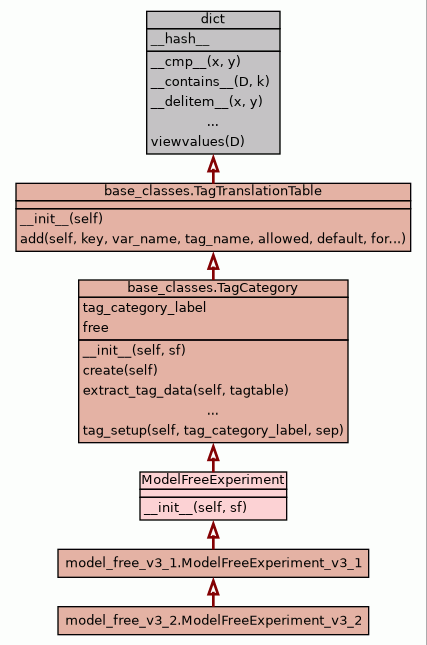 dict
__hash__
__cmp__(x, y)
__contains__(D, k)
__delitem__(x, y)
...
viewvalues(D)
base_classes.TagTranslationTable
__init__(self)
add(self, key, var_name, tag_name, allowed, default, for...)
base_classes.TagCategory
tag_category_label
free
__init__(self, sf)
create(self)
extract_tag_data(self, tagtable)
...
tag_setup(self, tag_category_label, sep)
ModelFreeExperiment
__init__(self, sf)
model_free_v3_1.ModelFreeExperiment_v3_1
model_free_v3_2.ModelFreeExperiment_v3_2